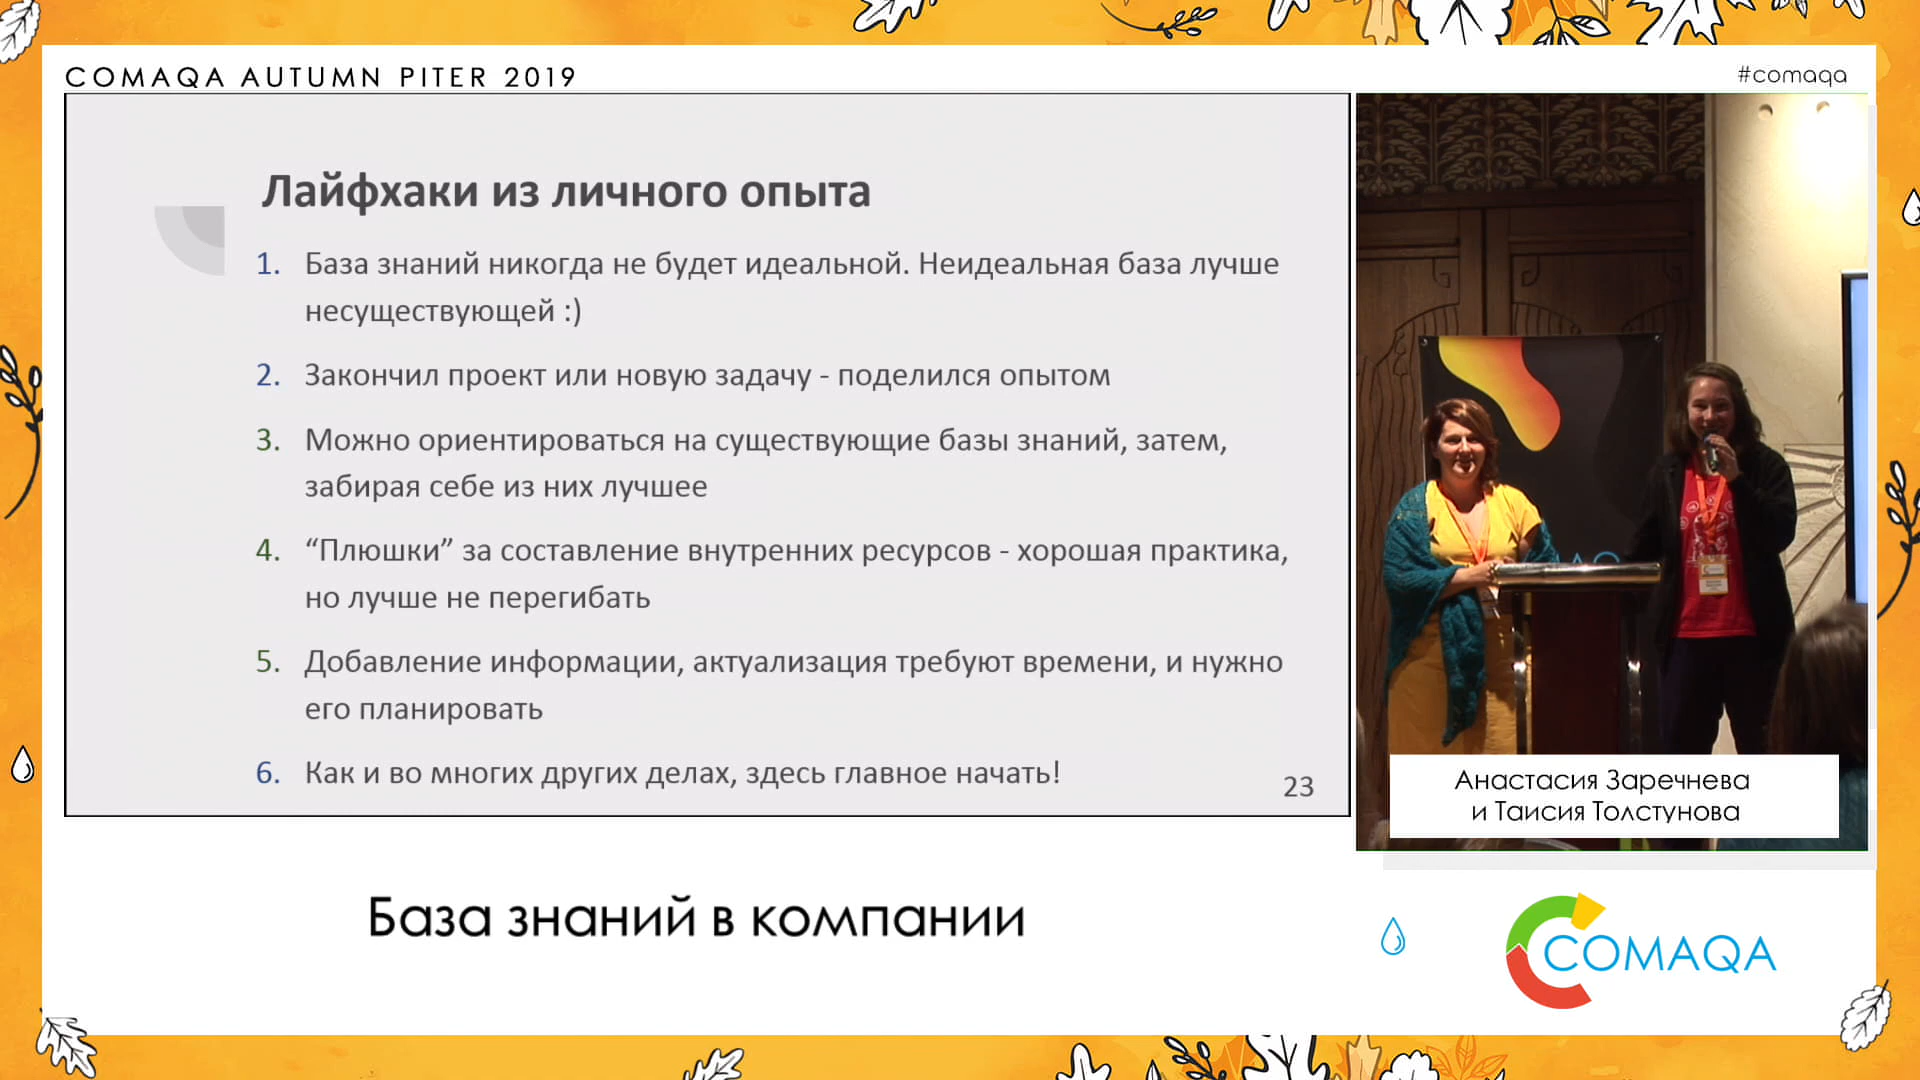 COMAQA AUTUMN PITER 2019
#comaqa
Лайфхаки из личного опыта
1. База знаний никогда не будет идеальной. Неидеальная база лучше
несуществующей :)
2. Закончил проект или новую задачу - поделился опытом
3. Можно ориентироваться на существующие базы знаний, затем,
забирая себе из них лучшее
4. “Плюшки” за составление внутренних ресурсов - хорошая практика,
но лучше не перегибать
5. Добавление информации, актуализация требуют времени, и нужно
его планировать
6. Как и во многих других делах, здесь главное начать!
23
Анастасия Заречнева
и Таисия Толстунова
База знаний в компании
COMAQA